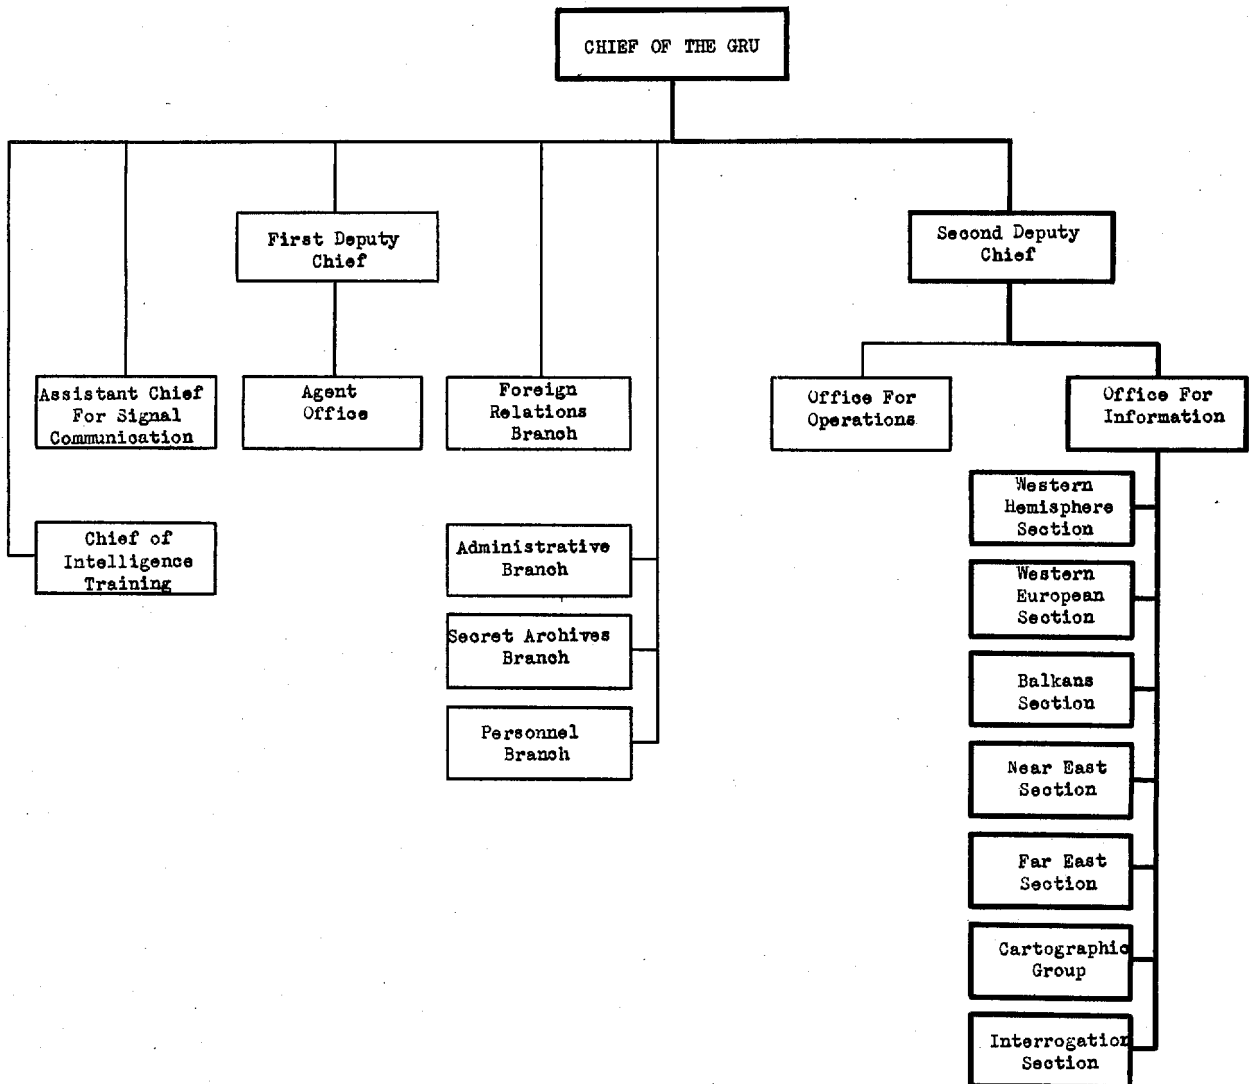 CHIEF OF THE GRU
First Deputy
Chief
Second Deputy
Chief
Assistant Chief
For Signal
Communication
Agent
Office
Foreign
Relations
Branch
Office For
Operations
Office For
Information
Chief of
Intelligence
Training
Administrative
Branch
Secret Archives
Branch
Personnel
Branch
Western
Hemisphere
Section
Western
European
Section
Balkans
Section
Near East
Section
Far East
Section
Cartographic
Group
Interrogation
Section